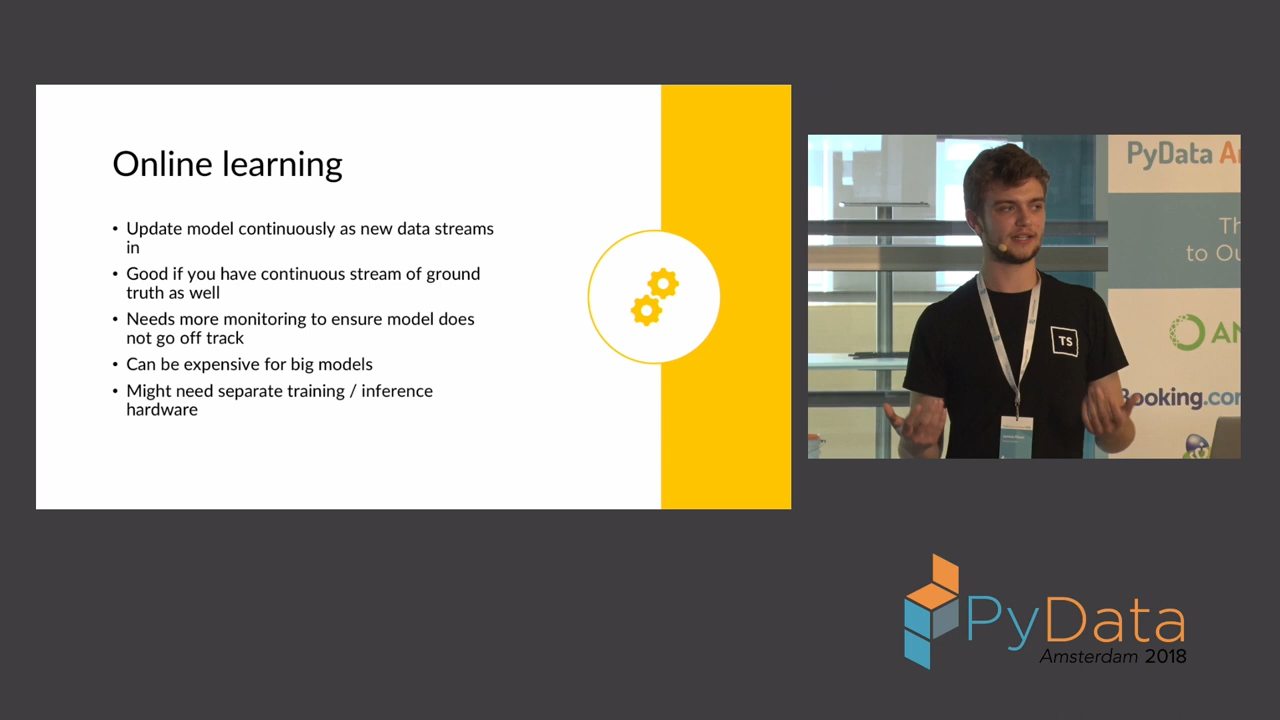 Online learning
• Update model continuously as new data streams
in
• Good if you have continuous stream of ground
truth as well
• Needs more monitoring to ensure model does
not go off track
• Can be expensive for big models
• Might need separate training / inference
hardware
PyData
Th
to Ou
TS
Booking.com
PyData
Amsterdam 2018